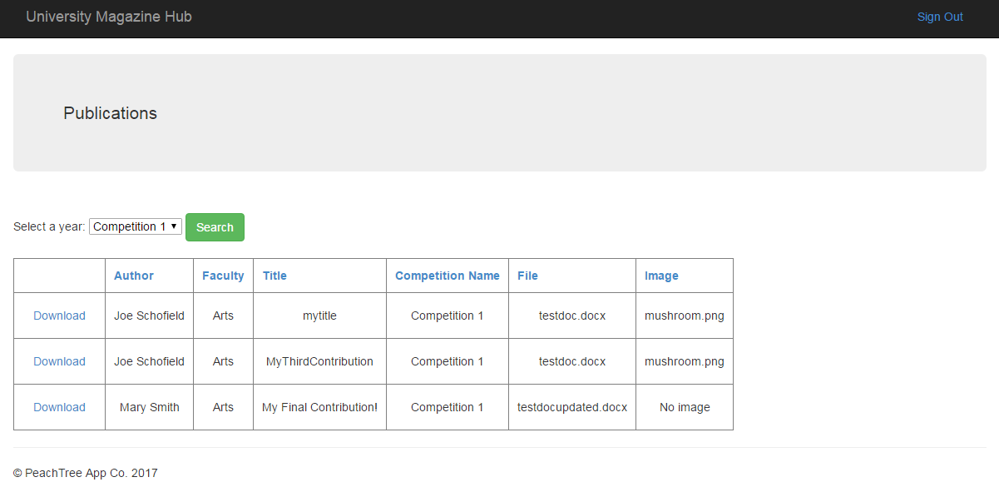 University Magazine Hub Sign Out
Publications
Select a year: Competition 1 Search
Author Faculty Title Competition Name File Image
Download Joe Schofield Arts mytitle Competition 1 testdoc.docx mushroom.png
Download Joe Schofield Arts MyThirdContribution Competition 1 testdoc.docx mushroom.png
Download Mary Smith Arts My Final Contribution! Competition 1 testdocupdated.docx No image
© PeachTree App Co. 2017